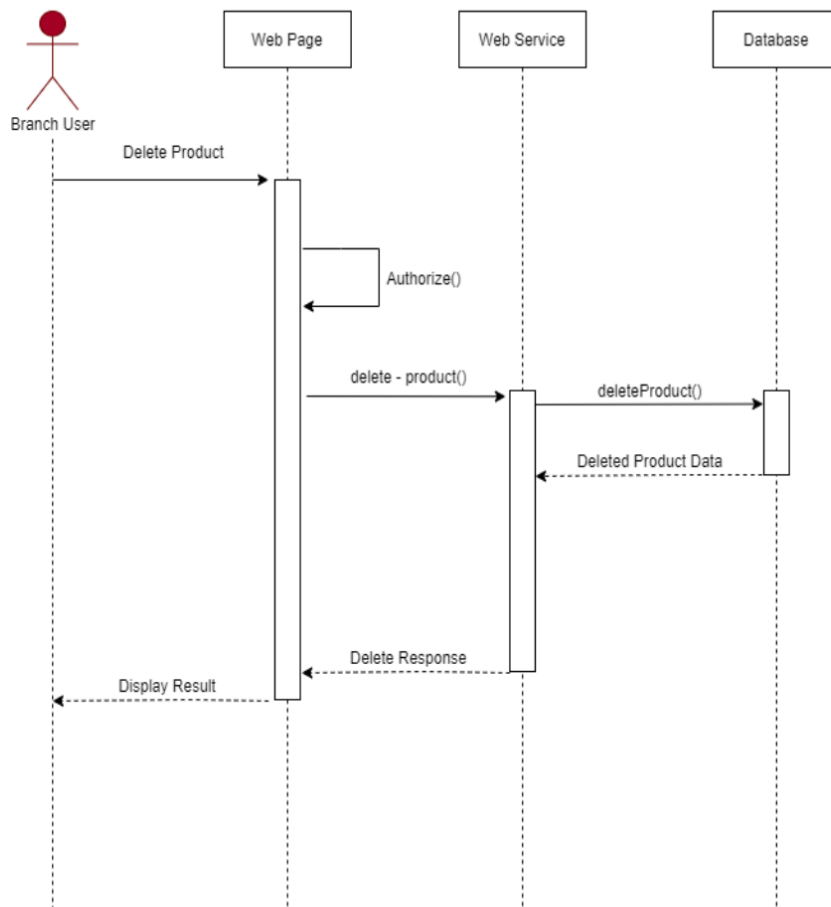 Web Page
Web Service
Database
Branch User
Delete Product
Authorize()
delete - product()
deleteProduct()
Deleted Product Data
Delete Response
Display Result